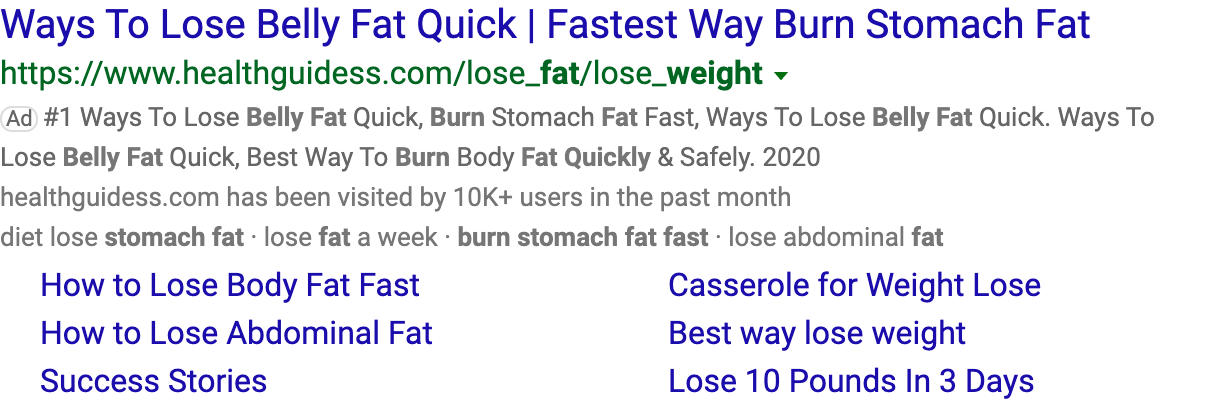 Ways To Lose Belly Fat Quick | Fastest Way Burn Stomach Fat
https://www.healthguidess.com/lose_fat/lose_weight
Ad #1 Ways To Lose Belly Fat Quick, Burn Stomach Fat Fast, Ways To Lose Belly Fat Quick. Ways To
Lose Belly Fat Quick, Best Way To Burn Body Fat Quickly & Safely. 2020
healthguidess.com has been visited by 10K+ users in the past month
diet lose stomach fat · lose fat a week · burn stomach fat fast · lose abdominal fat
How to Lose Body Fat Fast
Casserole for Weight Lose
How to Lose Abdominal Fat
Best way lose weight
Success Stories
Lose 10 Pounds In 3 Days